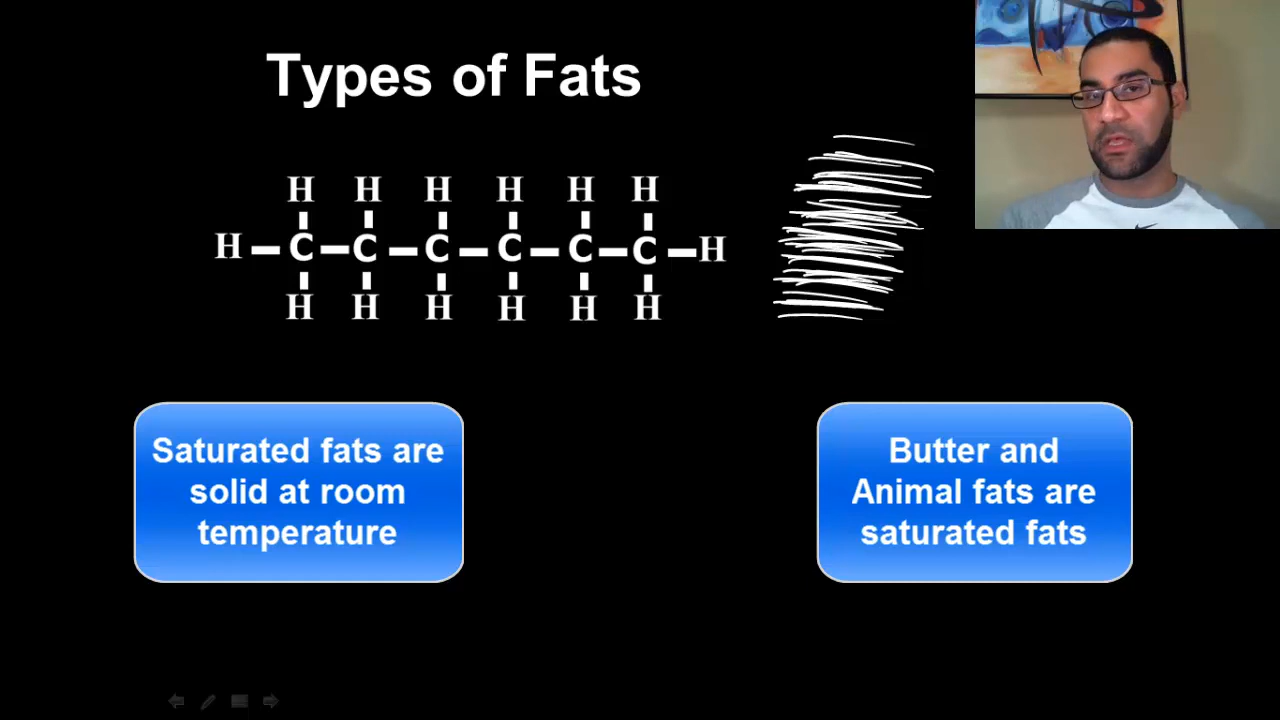 Types of Fats
H H H H H H
H C C C C C C H
H H H H H H
Saturated fats are
solid at room
temperature
Butter and
Animal fats are
saturated fats